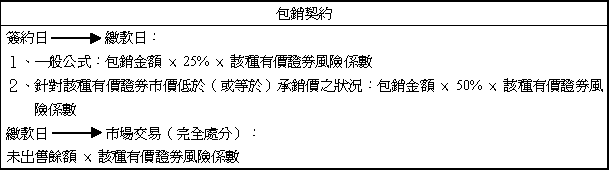 包銷契約
簽約日 ⟶ 繳款日：
１、一般公式：包銷金額 × 25% × 該種有價證券風險係數
２、針對該種有價證券市價低於（或等於）承銷價之狀況：包銷金額 × 50% × 該種有價證券風
險係數
繳款日 ⟶ 市場交易（完全處分）：
未出售餘額 × 該種有價證券風險係數